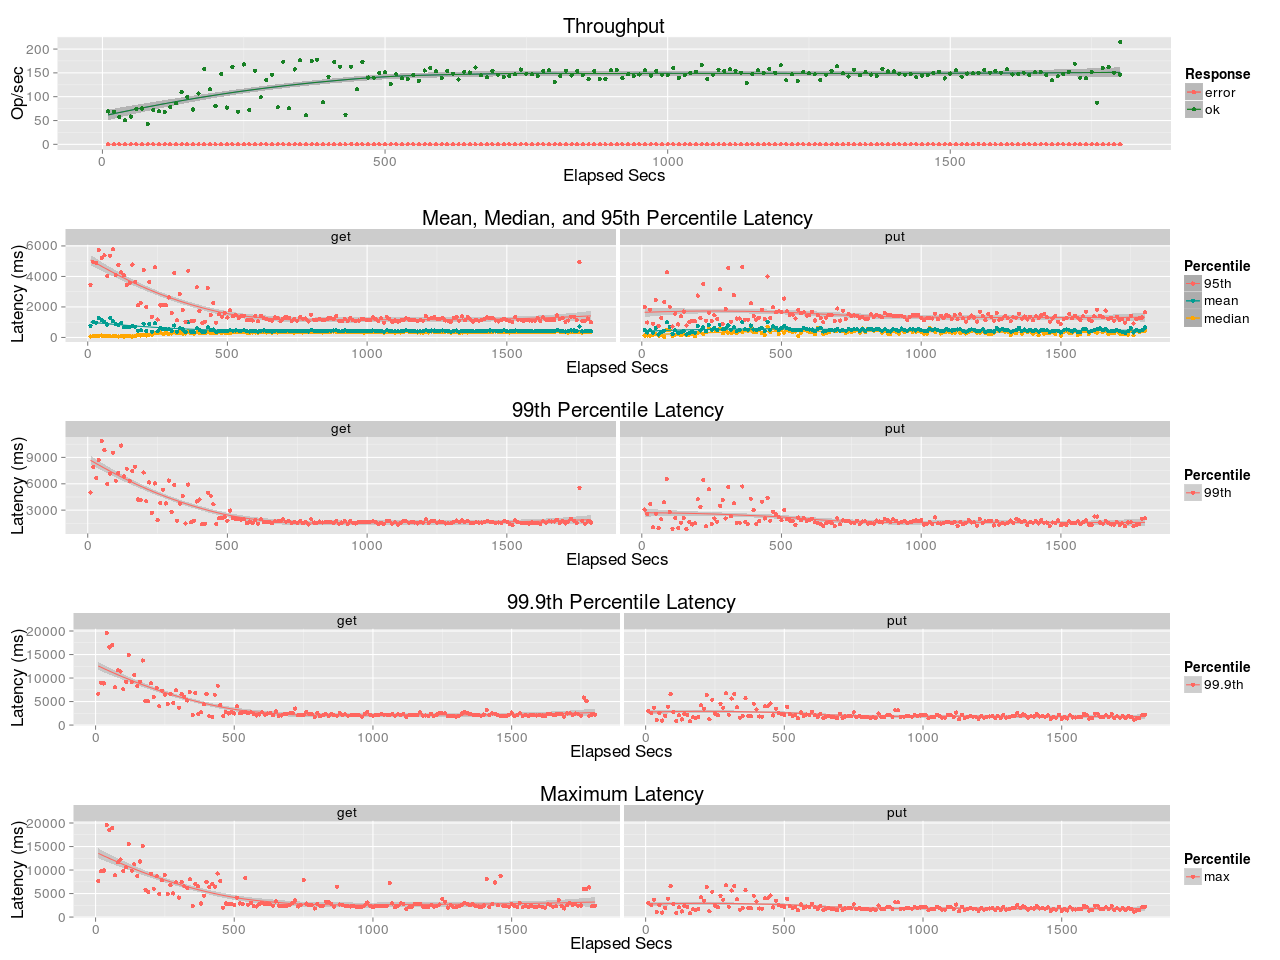 Throughput
Op/sec
200
150
100
50
0
0 500 1000 1500
Elapsed Secs
Response
error
ok
Mean, Median, and 95th Percentile Latency
get put
Latency (ms)
6000
4000
2000
0
0 500 1000 1500 0 500 1000 1500
Elapsed Secs
Percentile
95th
mean
median
99th Percentile Latency
get put
Latency (ms)
9000
6000
3000
0 500 1000 1500 0 500 1000 1500
Elapsed Secs
Percentile
99th
99.9th Percentile Latency
get put
Latency (ms)
20000
15000
10000
5000
0
0 500 1000 1500 0 500 1000 1500
Elapsed Secs
Percentile
99.9th
Maximum Latency
get put
Latency (ms)
20000
15000
10000
5000
0
0 500 1000 1500 0 500 1000 1500
Elapsed Secs
Percentile
max